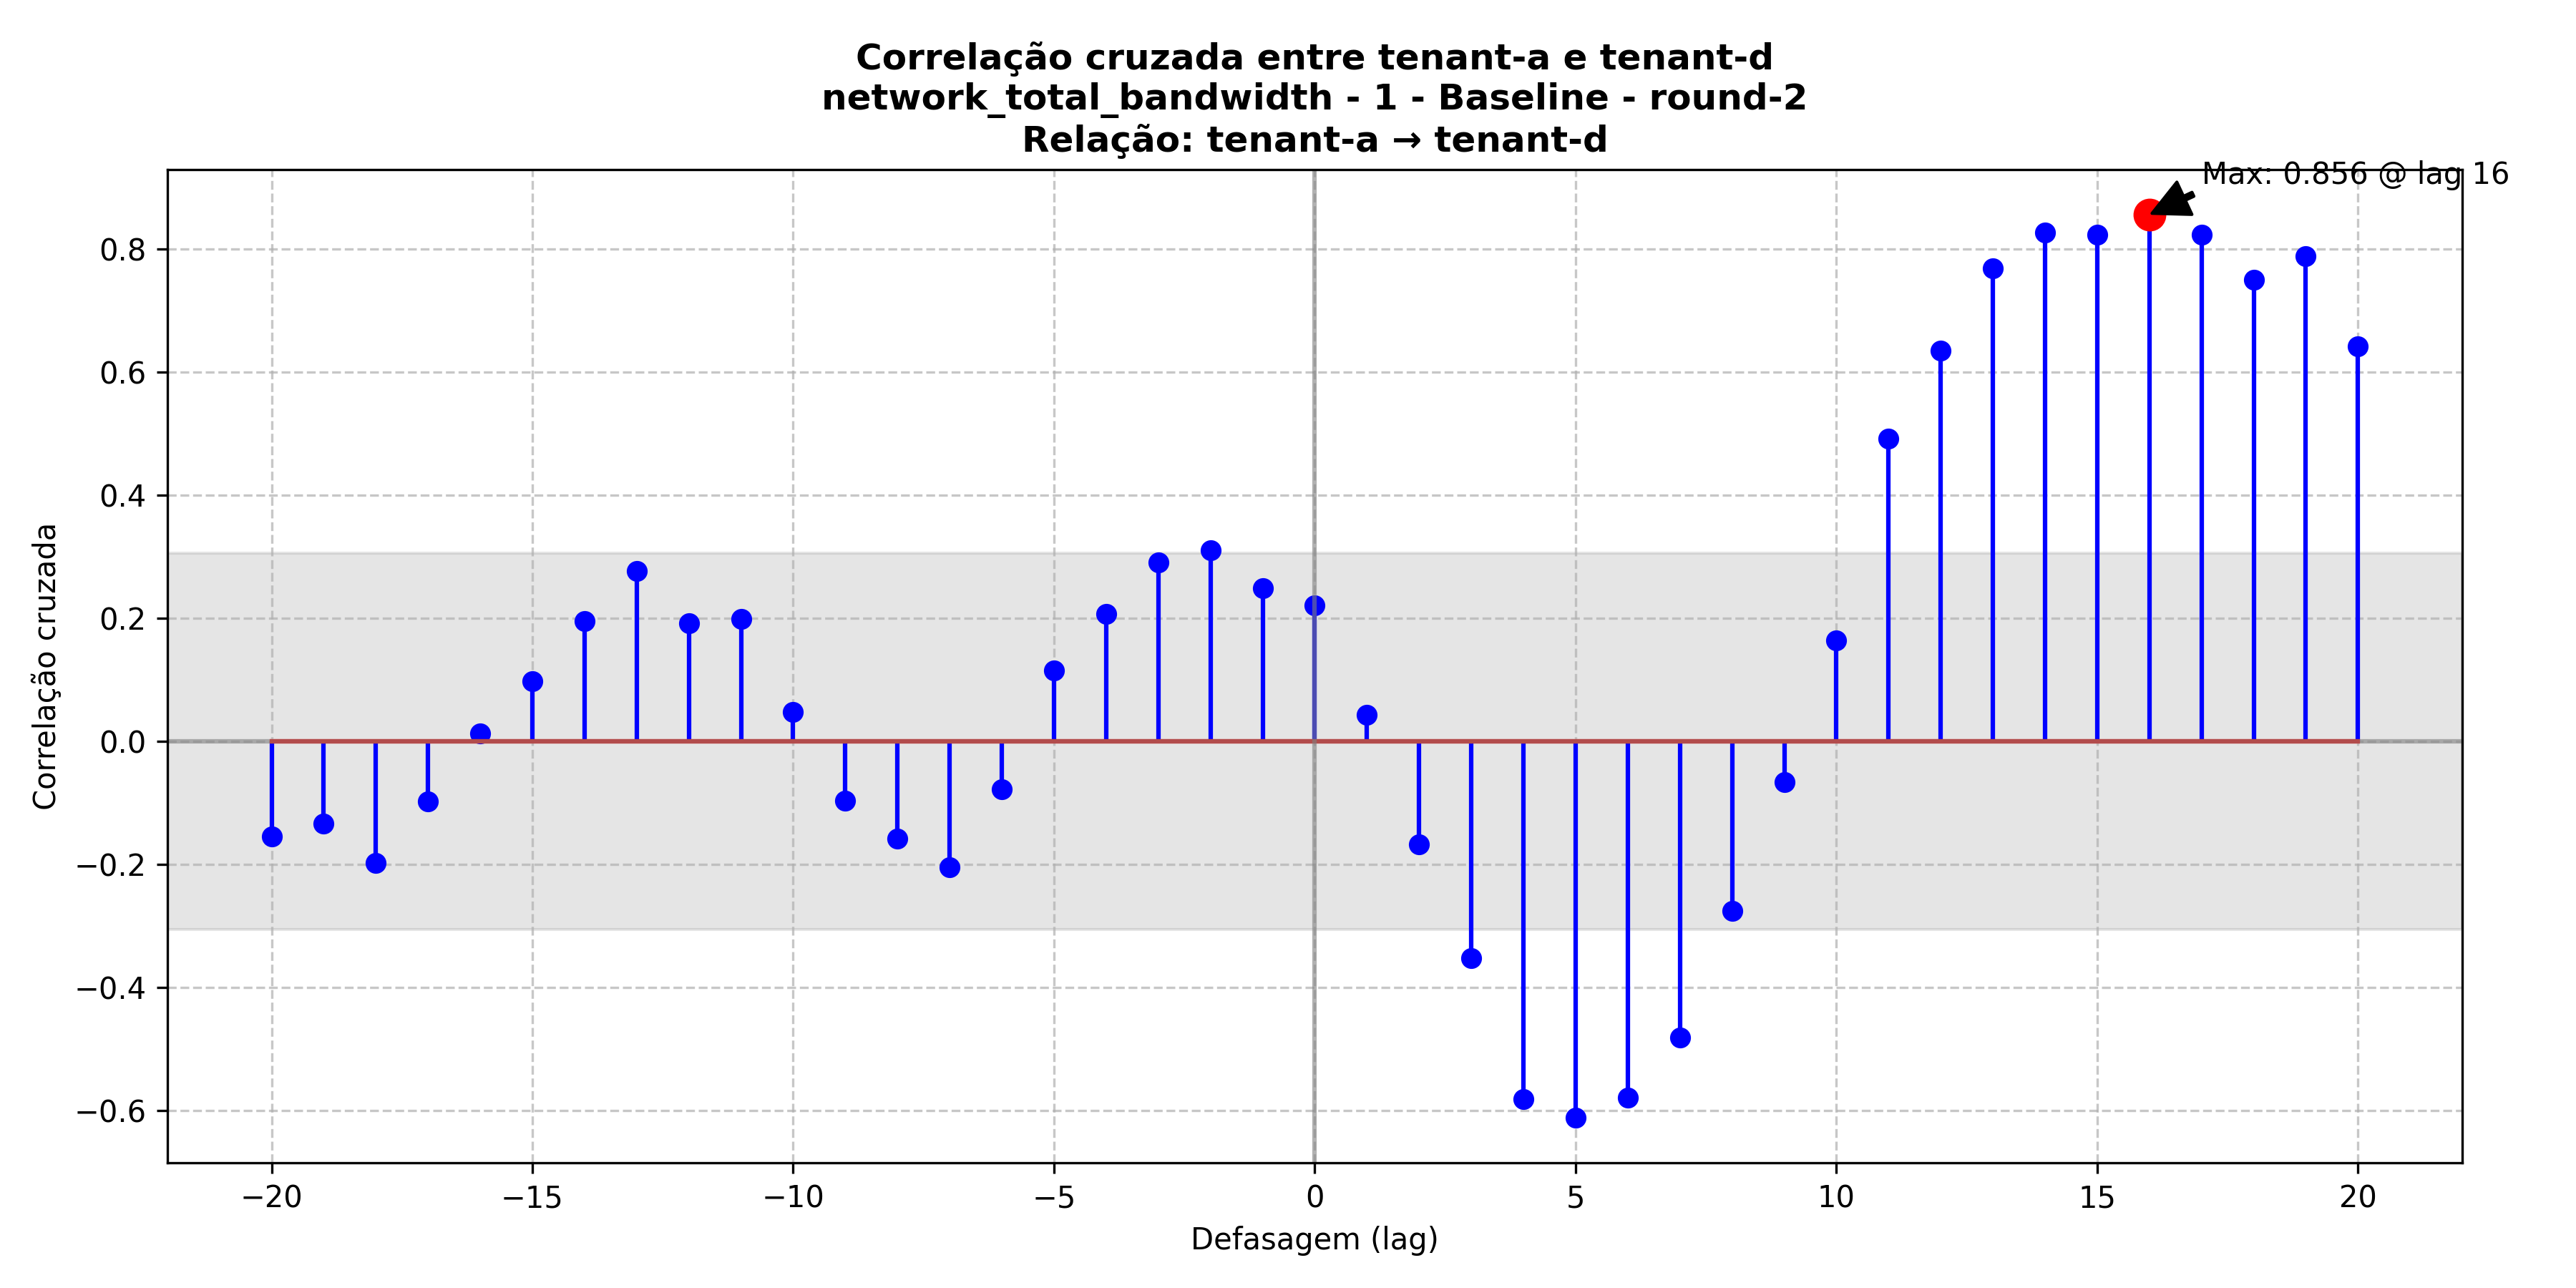 Correlação cruzada entre tenant-a e tenant-d
network_total_bandwidth - 1 - Baseline - round-2
Relação: tenant-a → tenant-d
Max: 0.856 @ lag 16
0.8
0.6
0.4
0.2
0.0
−0.2
−0.4
−0.6
Correlação cruzada
−20 −15 −10 −5 0 5 10 15 20
Defasagem (lag)